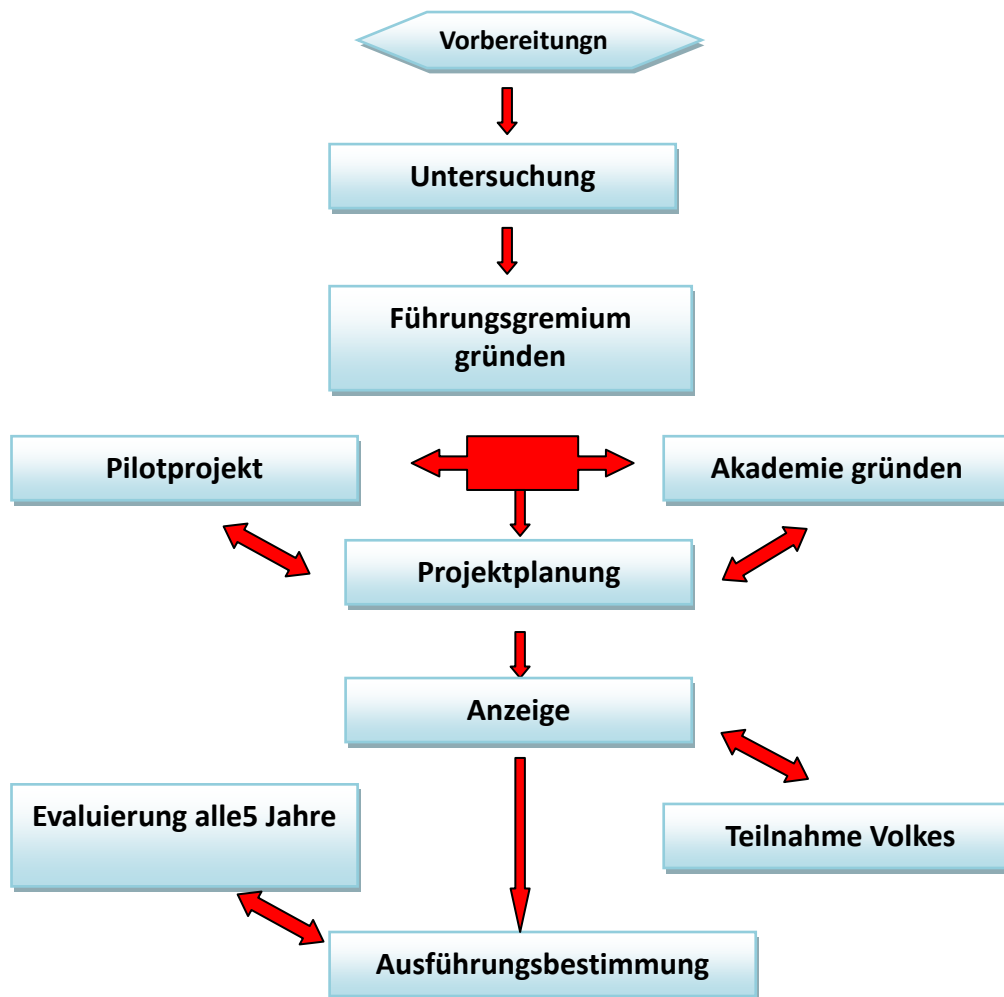 Vorbereitungn
Untersuchung
Führungsgremium
gründen
Pilotprojekt
Akademie gründen
Projektplanung
Anzeige
Evaluierung alle5 Jahre
Teilnahme Volkes
Ausführungsbestimmung